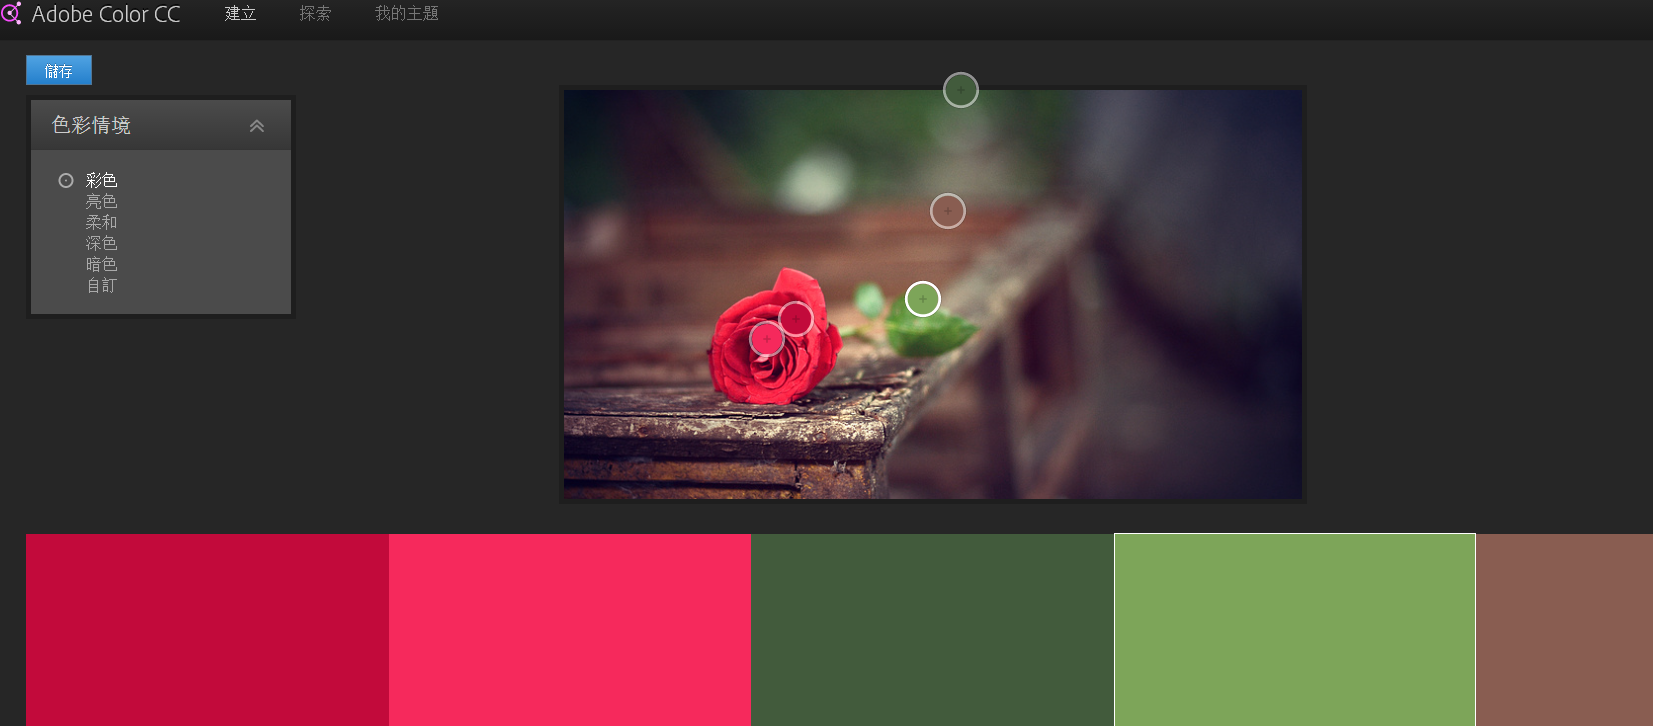 Adobe Color CC 建立 探索 我的主題
儲存
色彩情境
彩色
亮色
柔和
深色
暗色
自訂